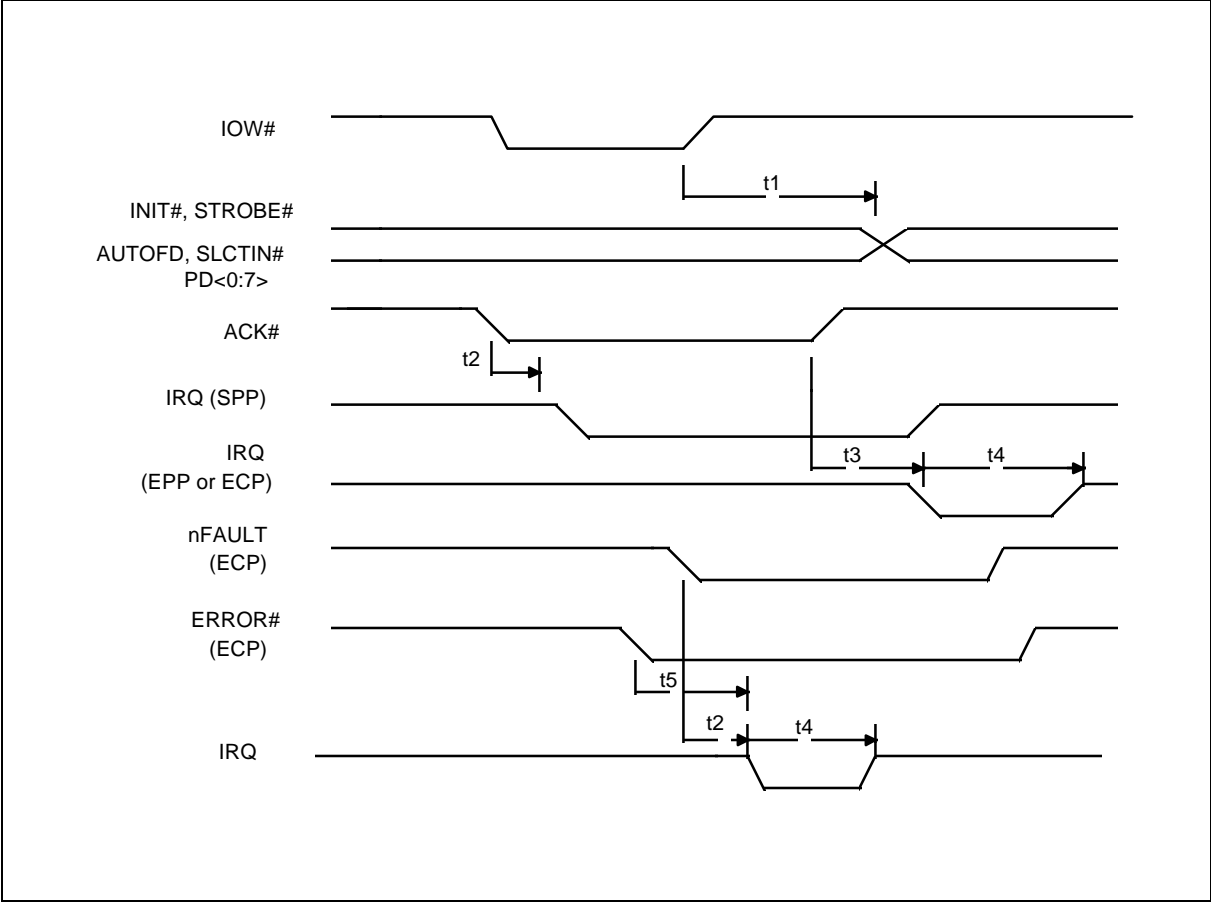 IOW#
t1
INIT#, STROBE#
AUTOFD, SLCTIN#
PD<0:7>
ACK#
t2
IRQ (SPP)
IRQ
(EPP or ECP)
t3
t4
nFAULT
(ECP)
ERROR#
(ECP)
t5
t2
t4
IRQ